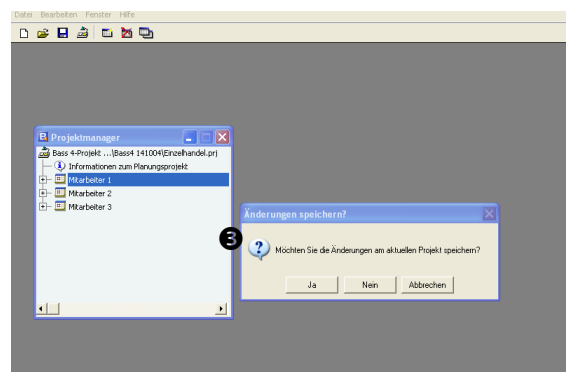 Datei Bearbeiten Fenster Hilfe
Projektmanager
Bass 4-Projekt ...\Bass4 141004\Einzelhandel.prj
Informationen zum Planungsprojekt
Mitarbeiter 1
Mitarbeiter 2
Mitarbeiter 3
Änderungen speichern?
3
Möchten Sie die Änderungen am aktuellen Projekt speichern?
Ja Nein Abbrechen